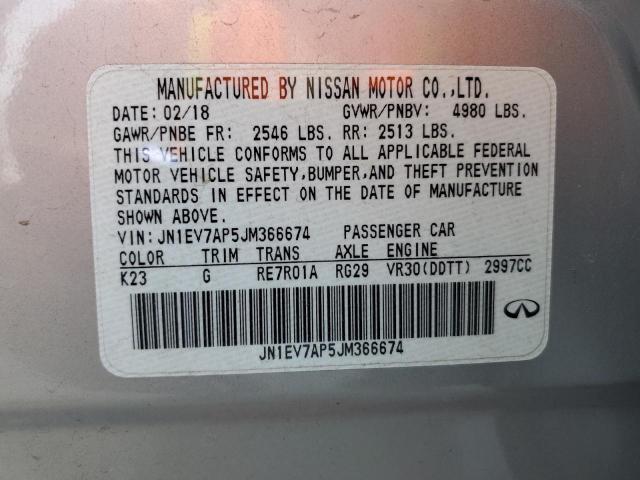 MANUFACTURED BY NISSAN MOTOR CO.,LTD.
DATE: 02/18 GVWR/PNBV: 4980 LBS.
GAWR/PNBE FR: 2546 LBS. RR: 2513 LBS.
THIS VEHICLE CONFORMS TO ALL APPLICABLE FEDERAL
MOTOR VEHICLE SAFETY,BUMPER,AND THEFT PREVENTION
STANDARDS IN EFFECT ON THE DATE OF MANUFACTURE
SHOWN ABOVE.
VIN:JN1EV7AP5JM366674 PASSENGER CAR
COLOR TRIM TRANS AXLE ENGINE
K23 G RE7R01A RG29 VR30(DDTT) 2997CC
JN1EV7AP5JM366674